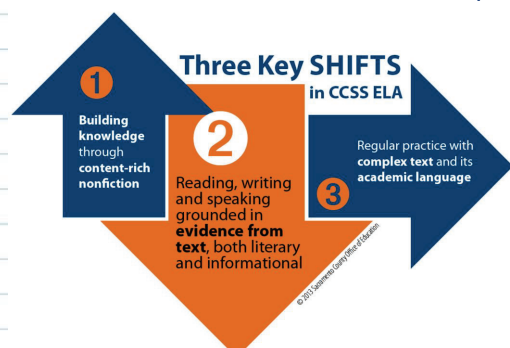 Three Key SHIFTS
in CCSS ELA
1
Building
knowledge
through
content-rich
nonfiction
2
Reading, writing
and speaking
grounded in
evidence from
text, both literary
and informational
3
Regular practice with
complex text and its
academic language
© 2013 Sacramento County Office of Education